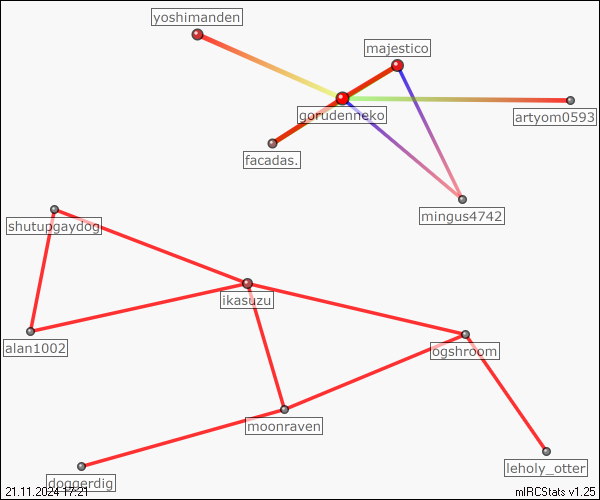 yoshimanden
majestico
gorudenneko
artyom0593
facadas.
mingus4742
shutupgaydog
ikasuzu
alan1002
ogshroom
moonraven
leholy_otter
doggerdig
21.11.2024 17:21
mIRCStats v1.25